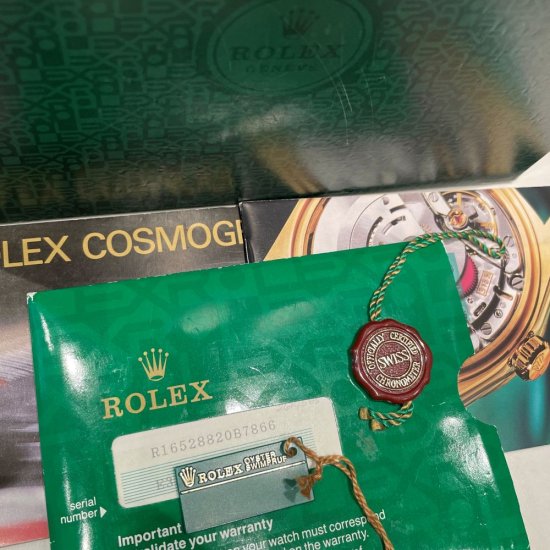 ROLEX
GENEVE
LEX COSMOG
OFFICIALLY CERTIFIED
SWISS
CHRONOMETER
ROLEX
R16528820B7866
ROLEX OYSTER
SWIMPRUF
serial
number
Important
lidate your warranty
your watch must correspond
on the warranty.